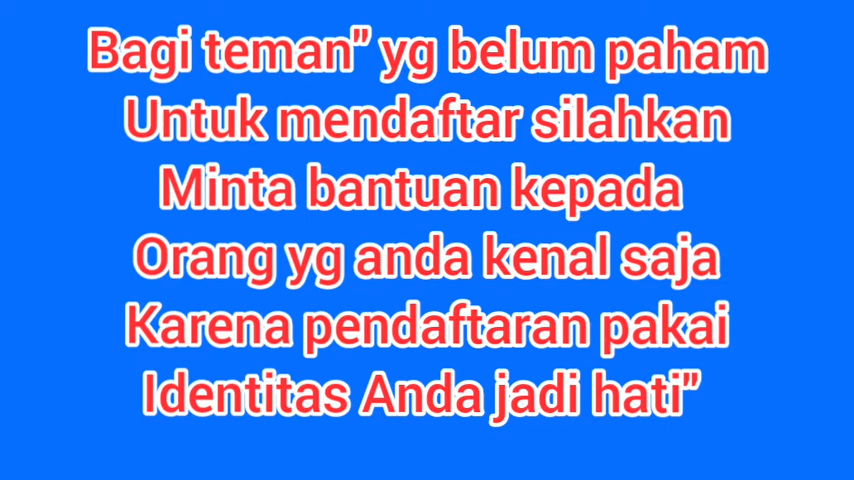 Bagi teman" yg belum paham
Untuk mendaftar silahkan
Minta bantuan kepada
Orang yg anda kenal saja
Karena pendaftaran pakai
Identitas Anda jadi hati"